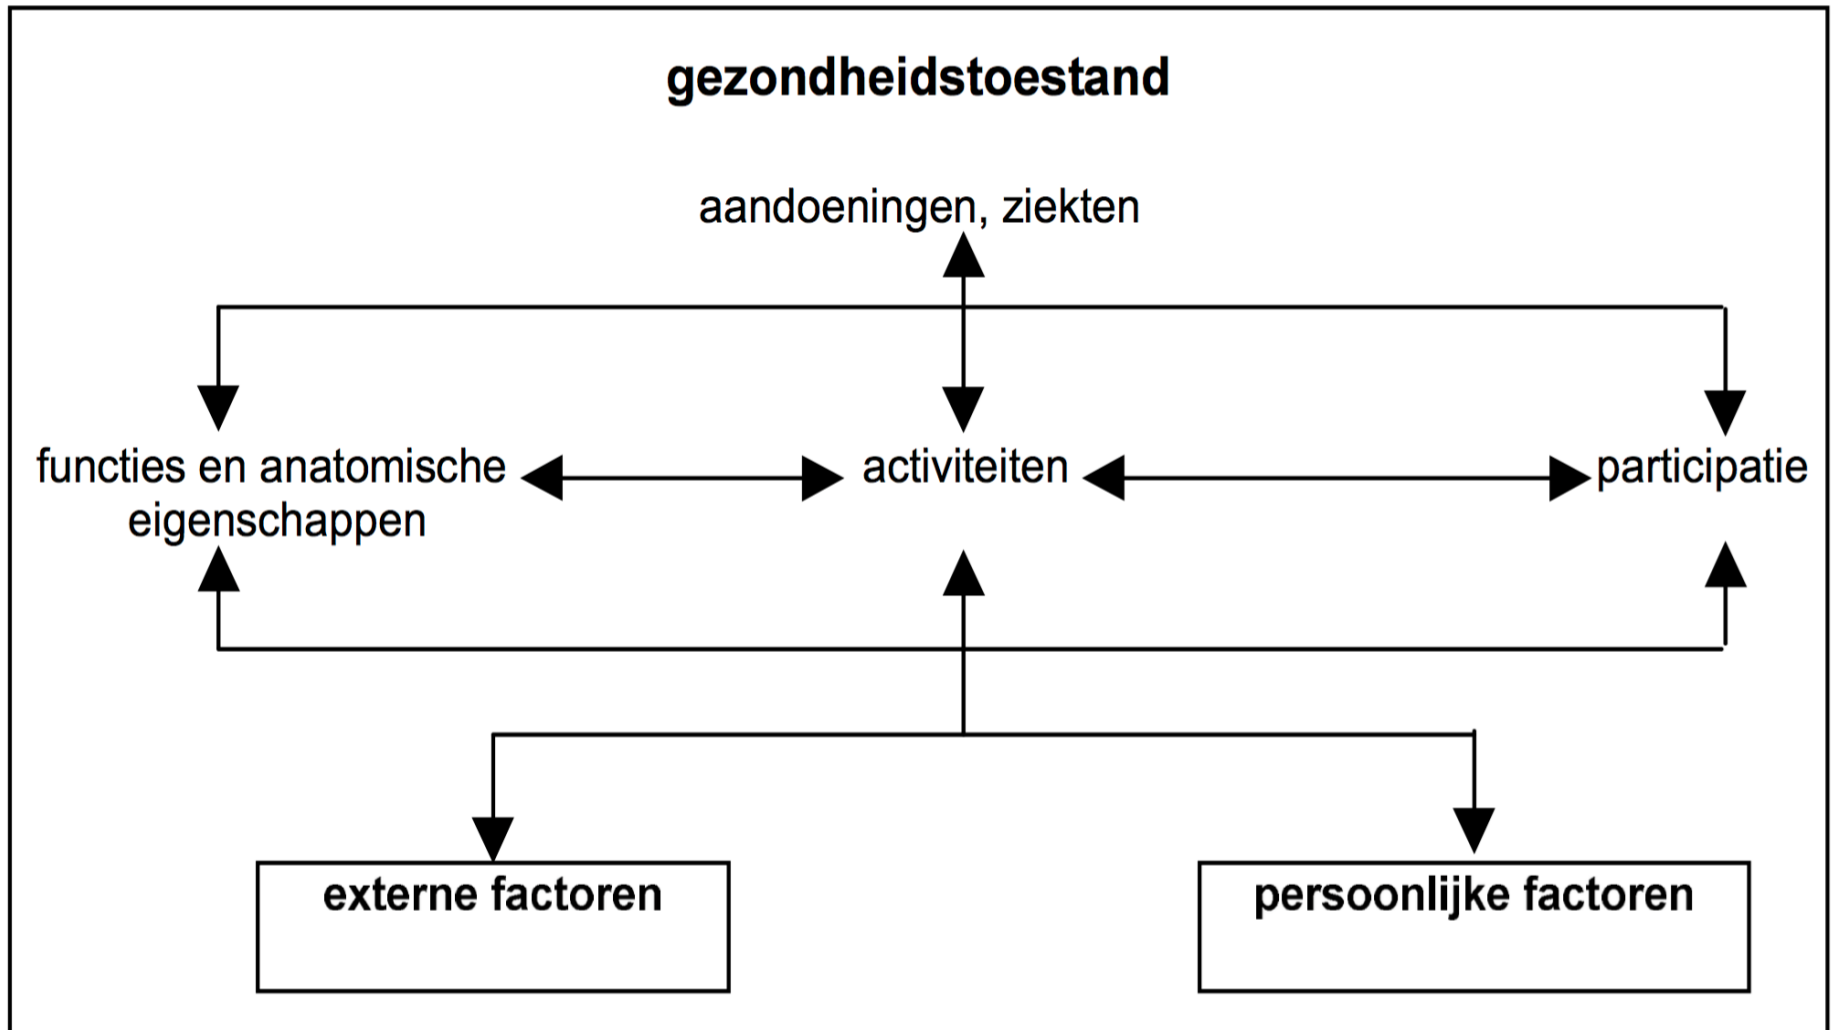 gezondheidstoestand
aandoeningen, ziekten
functies en anatomische
eigenschappen
activiteiten
participatie
externe factoren
persoonlijke factoren